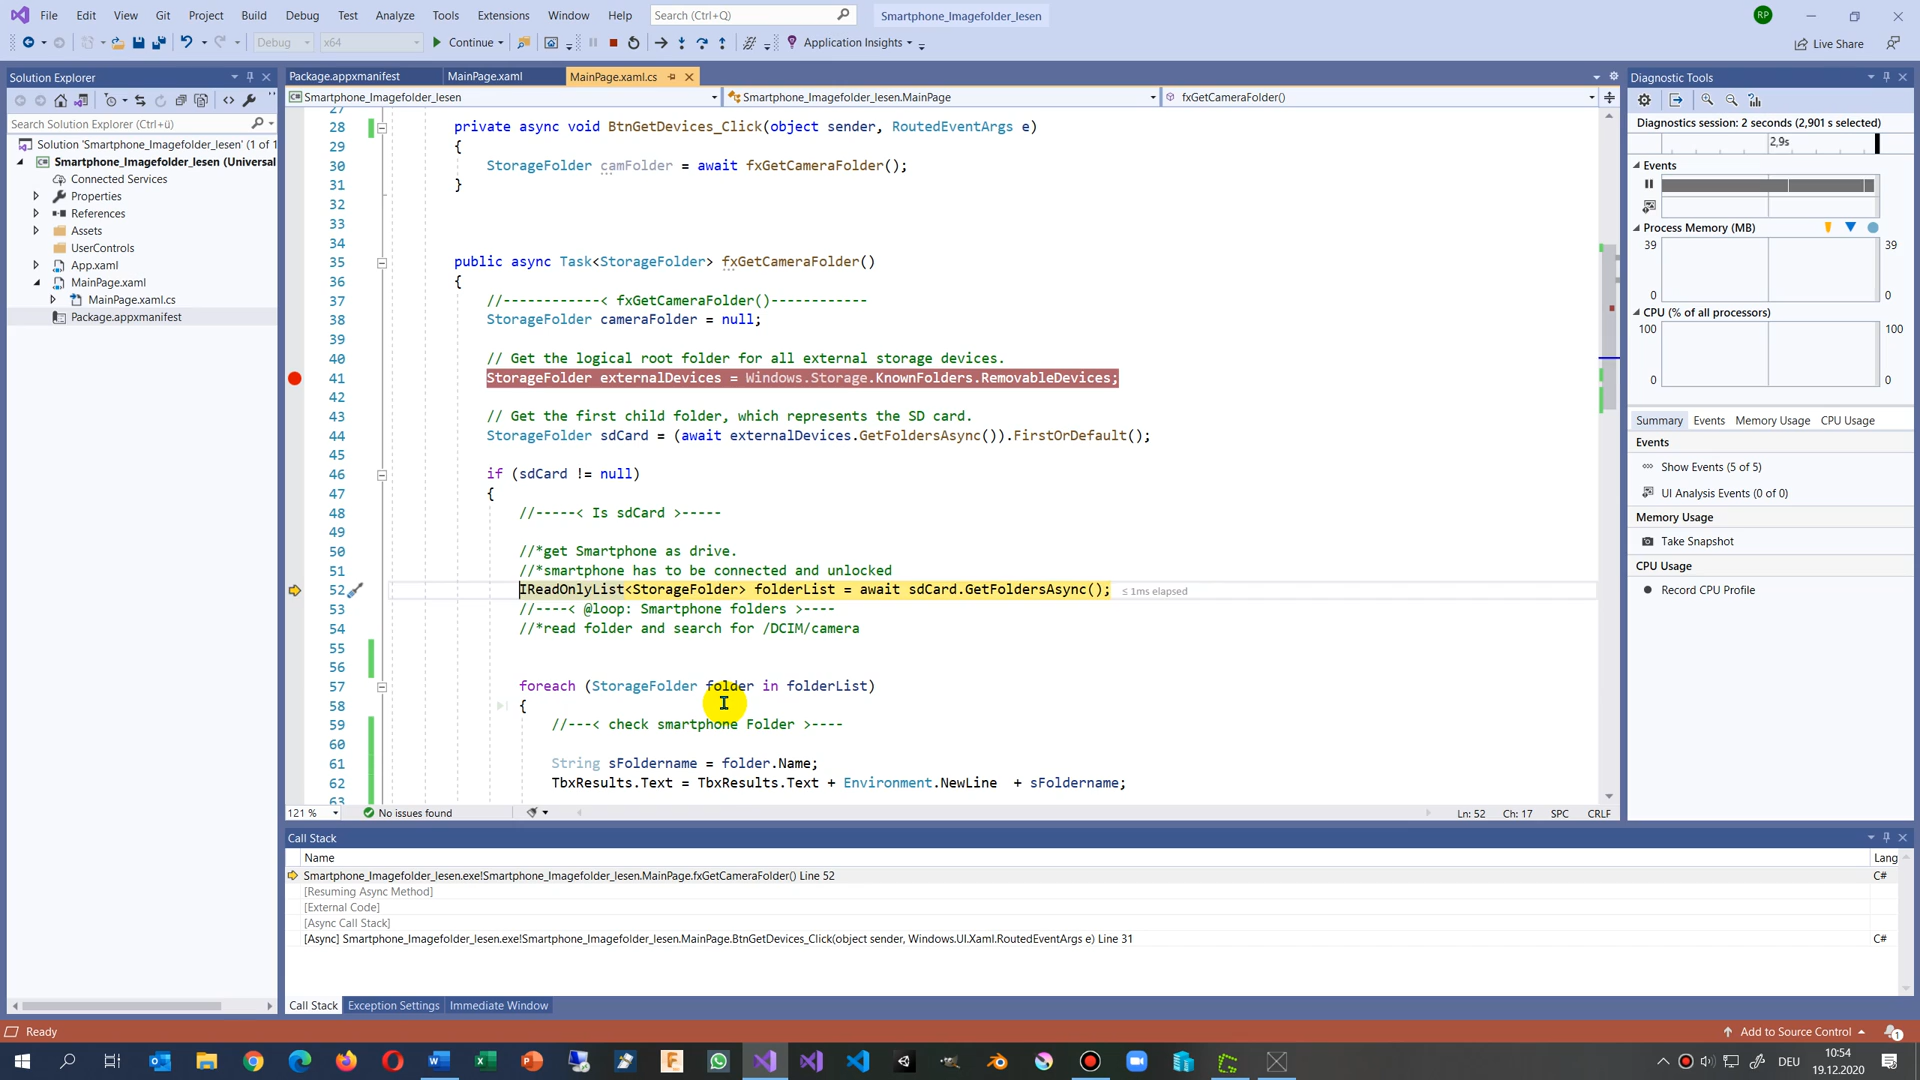 File Edit View Git Project Build Debug Test Analyze Tools Extensions Window Help Search (Ctrl+Q) Smartphone_Imagefolder_lesen RP
Debug x64 Continue Application Insights Live Share
Solution Explorer
Search Solution Explorer (Ctrl+ü)
Solution 'Smartphone_Imagefolder_lesen' (1 of 1
Smartphone_Imagefolder_lesen (Universal
Connected Services
Properties
References
Assets
UserControls
App.xaml
MainPage.xaml
MainPage.xaml.cs
Package.appxmanifest
Package.appxmanifest MainPage.xaml MainPage.xaml.cs
Smartphone_Imagefolder_lesen Smartphone_Imagefolder_lesen.MainPage fxGetCameraFolder()
27
28 private async void BtnGetDevices_Click(object sender, RoutedEventArgs e)
29 {
30 StorageFolder camFolder = await fxGetCameraFolder();
31 }
32
33
34
35 public async Task<StorageFolder> fxGetCameraFolder()
36 {
37 //------------< fxGetCameraFolder()------------
38 StorageFolder cameraFolder = null;
39
40 // Get the logical root folder for all external storage devices.
41 StorageFolder externalDevices = Windows.Storage.KnownFolders.RemovableDevices;
42
43 // Get the first child folder, which represents the SD card.
44 StorageFolder sdCard = (await externalDevices.GetFoldersAsync()).FirstOrDefault();
45
46 if (sdCard != null)
47 {
48 //-----< Is sdCard >-----
49
50 //*get Smartphone as drive.
51 //*smartphone has to be connected and unlocked
52 IReadOnlyList<StorageFolder> folderList = await sdCard.GetFoldersAsync(); ≤ 1ms elapsed
53 //----< @loop: Smartphone folders >----
54 //*read folder and search for /DCIM/camera
55
56
57 foreach (StorageFolder folder in folderList)
58 {
59 //---< check smartphone Folder >----
60
61 String sFoldername = folder.Name;
62 TbxResults.Text = TbxResults.Text + Environment.NewLine + sFoldername;
63
121 % No issues found Ln: 52 Ch: 17 SPC CRLF
Diagnostic Tools
Diagnostics session: 2 seconds (2,901 s selected)
2,9s
Events
Process Memory (MB)
39 39
0 0
CPU (% of all processors)
100 100
0 0
Summary Events Memory Usage CPU Usage
Events
Show Events (5 of 5)
UI Analysis Events (0 of 0)
Memory Usage
Take Snapshot
CPU Usage
Record CPU Profile
Call Stack
Name Lang
Smartphone_Imagefolder_lesen.exe!Smartphone_Imagefolder_lesen.MainPage.fxGetCameraFolder() Line 52 C#
[Resuming Async Method]
[External Code]
[Async Call Stack]
[Async] Smartphone_Imagefolder_lesen.exe!Smartphone_Imagefolder_lesen.MainPage.BtnGetDevices_Click(object sender, Windows.UI.Xaml.RoutedEventArgs e) Line 31 C#
Call Stack Exception Settings Immediate Window
Ready Add to Source Control 1
DEU 10:54
19.12.2020